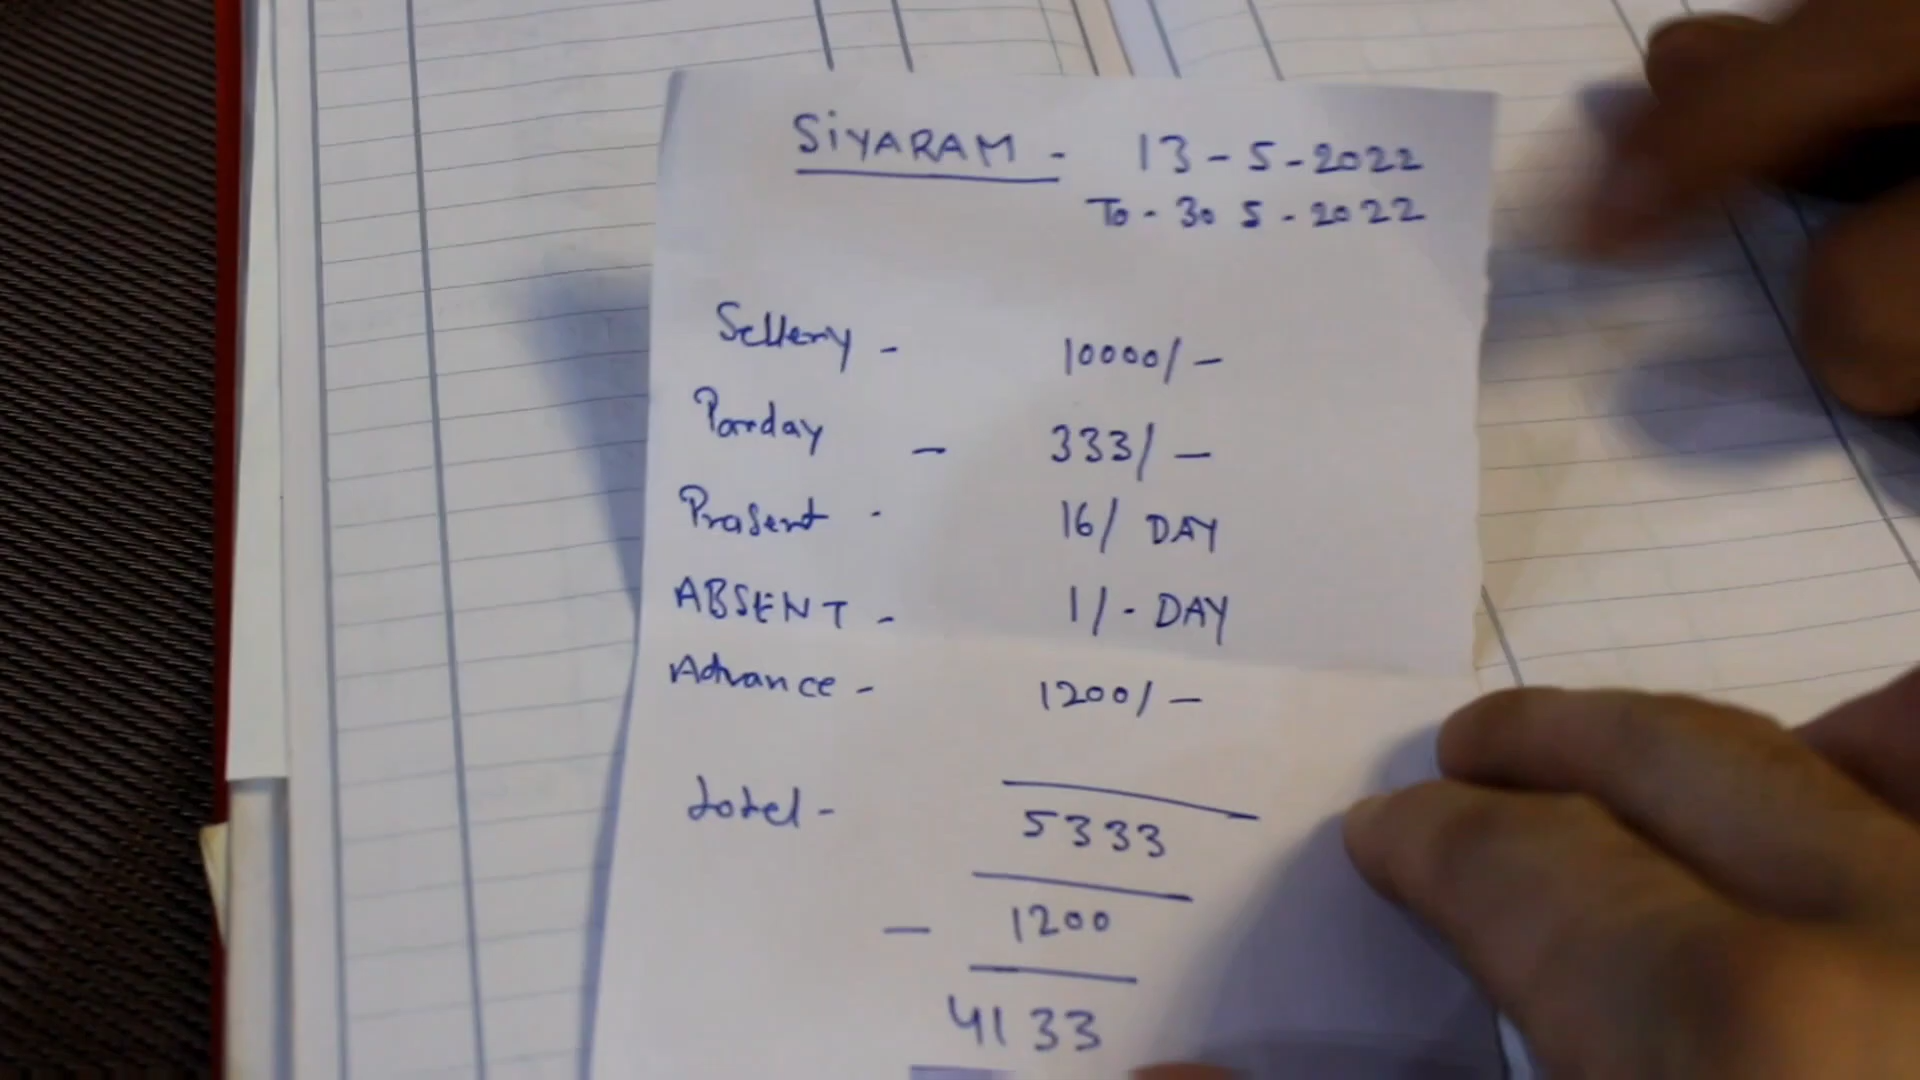 SiYARAM - 13-5-2022
To - 30 5-2022
Sellery - 10000/-
Parday - 333/-
Prasent - 16/ DAY
ABSENT - 1/- DAY
Advance - 1200/-
totel - 5333
- 1200
4133